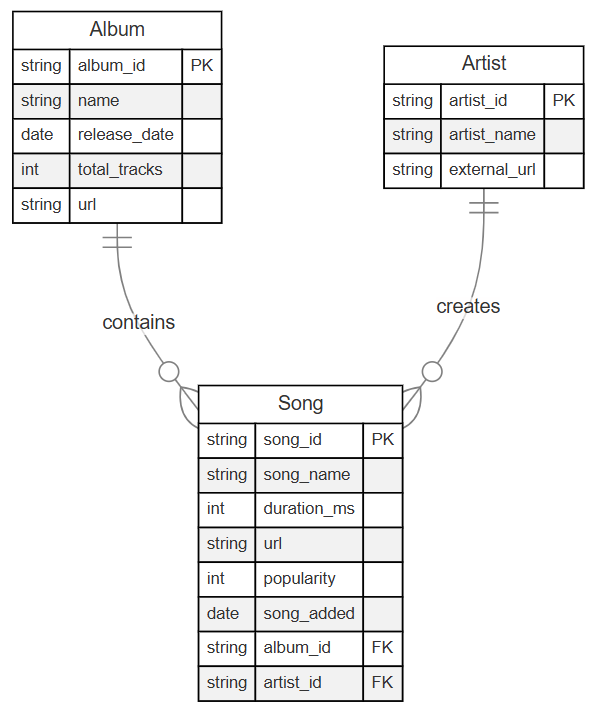 Album
string album_id PK
string name
date release_date
int total_tracks
string url
Artist
string artist_id PK
string artist_name
string external_url
contains
creates
Song
string song_id PK
string song_name
int duration_ms
string url
int popularity
date song_added
string album_id FK
string artist_id FK